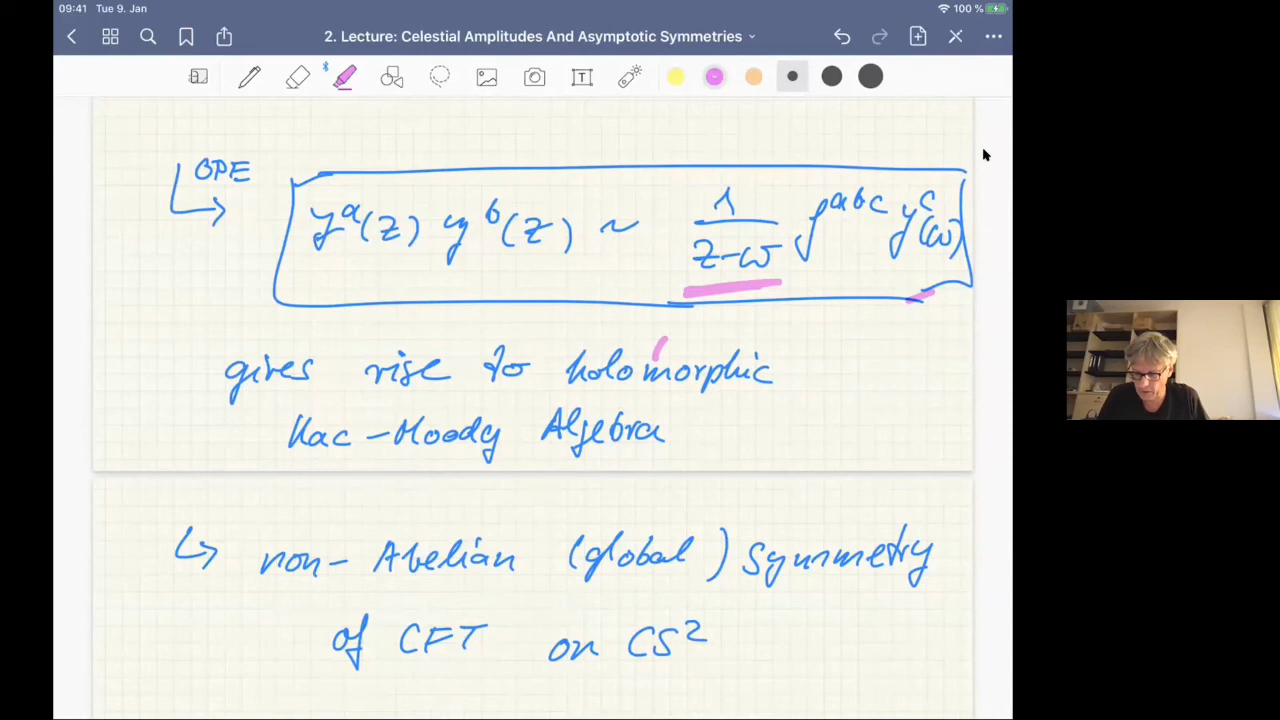 09:41 Tue 9. Jan
100 %
2. Lecture: Celestial Amplitudes And Asymptotic Symmetries
OPE
y^a(z) y^b(z) ~ 1/(z-ω) f^{abc} y^c(ω)
gives rise to holomorphic
Kac-Moody Algebra
non-Abelian (global) symmetry
of CFT on CS²